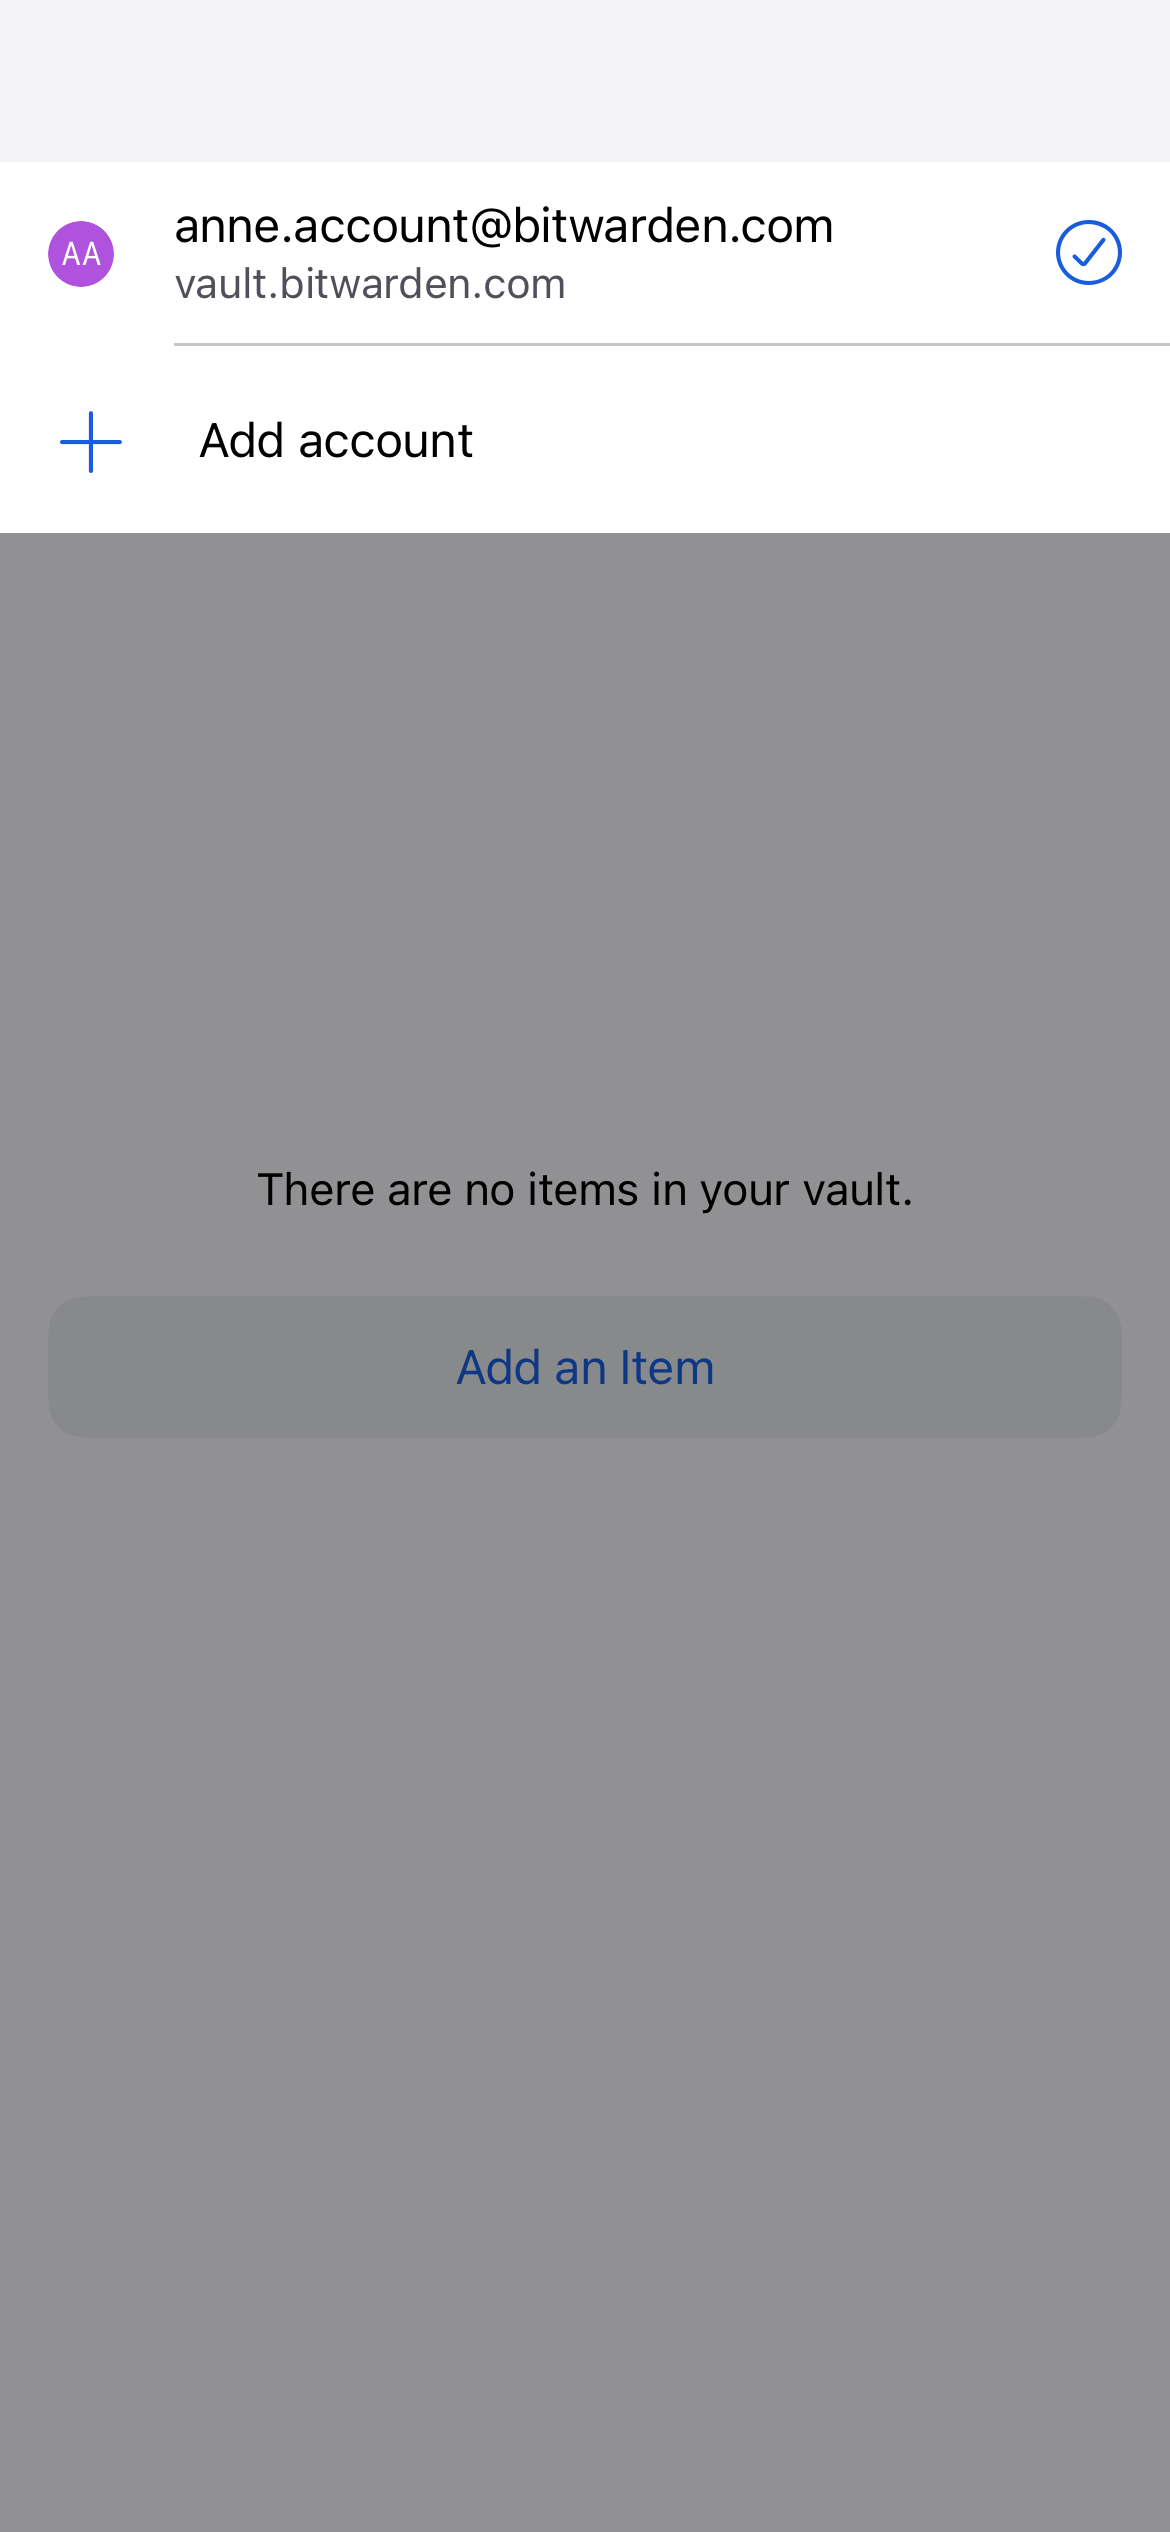 AA
anne.account@bitwarden.com
vault.bitwarden.com
Add account
There are no items in your vault.
Add an Item